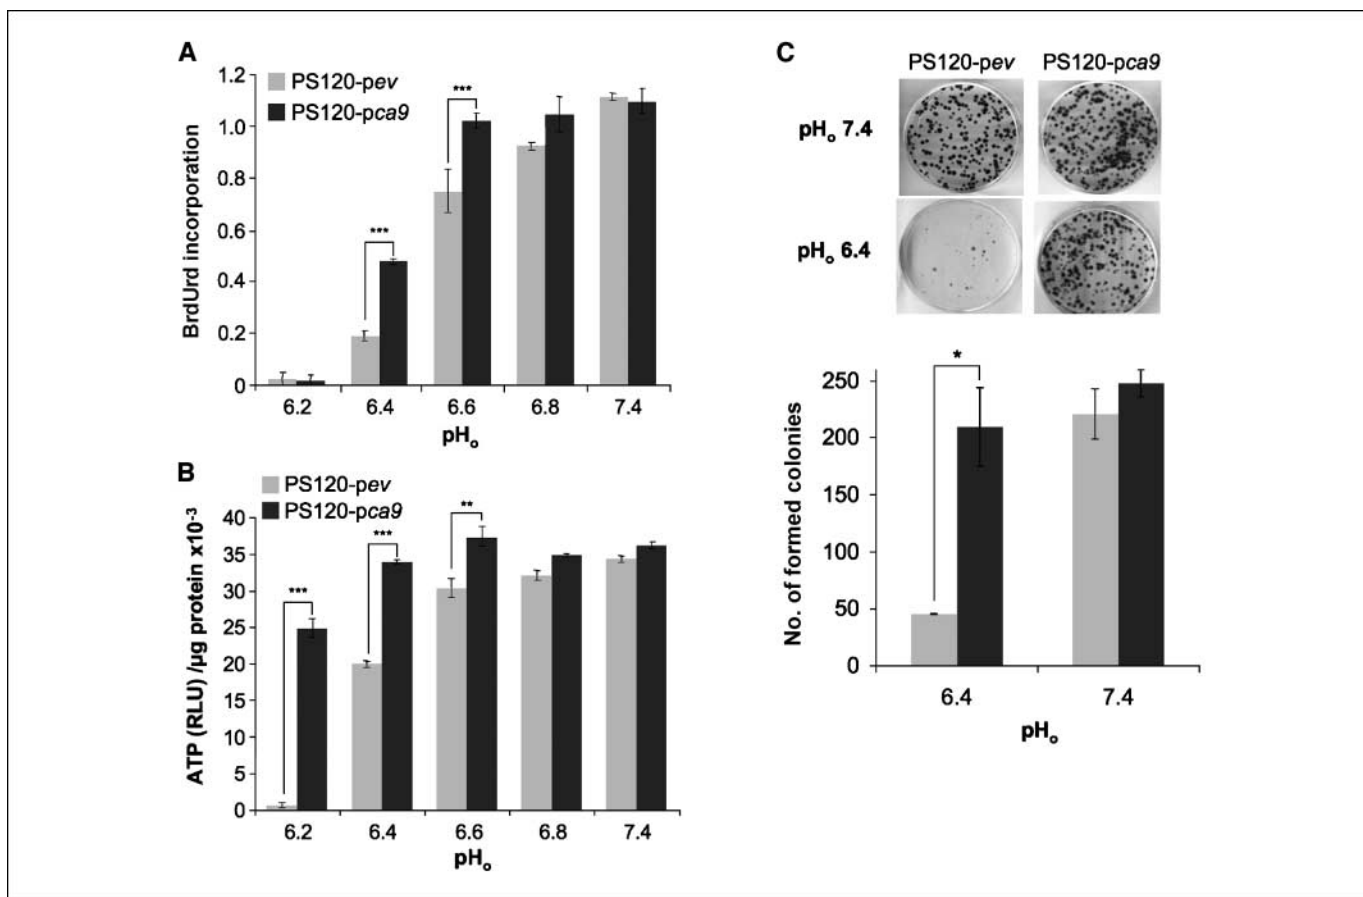 A
PS120-pev
PS120-pca9
BrdUrd incorporation
1.2
1.0
0.8
0.6
0.4
0.2
0
***
***
6.2 6.4 6.6 6.8 7.4
pHo
B
PS120-pev
PS120-pca9
ATP (RLU) /µg protein x10-3
40
35
30
25
20
15
10
5
0
***
***
**
6.2 6.4 6.6 6.8 7.4
pHo
C
PS120-pev PS120-pca9
pHo 7.4
pHo 6.4
No. of formed colonies
250
200
150
100
50
0
*
6.4 7.4
pHo